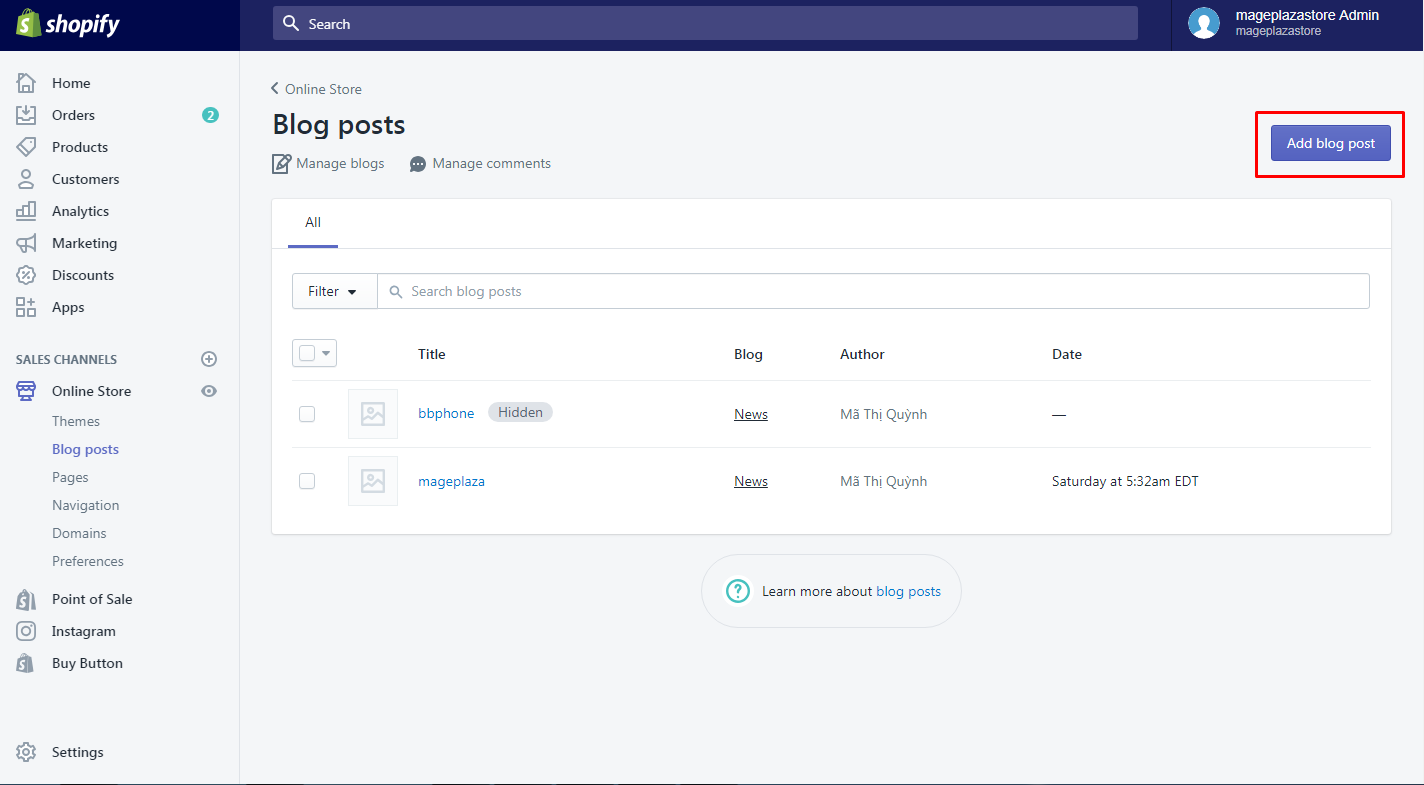 shopify
Search
mageplazastore Admin
mageplazastore
Home
Orders 2
Products
Customers
Analytics
Marketing
Discounts
Apps
SALES CHANNELS
Online Store
Themes
Blog posts
Pages
Navigation
Domains
Preferences
Point of Sale
Instagram
Buy Button
Settings
Online Store
Blog posts
Manage blogs Manage comments
Add blog post
All
Filter Search blog posts
Title Blog Author Date
bbphone Hidden News Mã Thị Quỳnh —
mageplaza News Mã Thị Quỳnh Saturday at 5:32am EDT
Learn more about blog posts